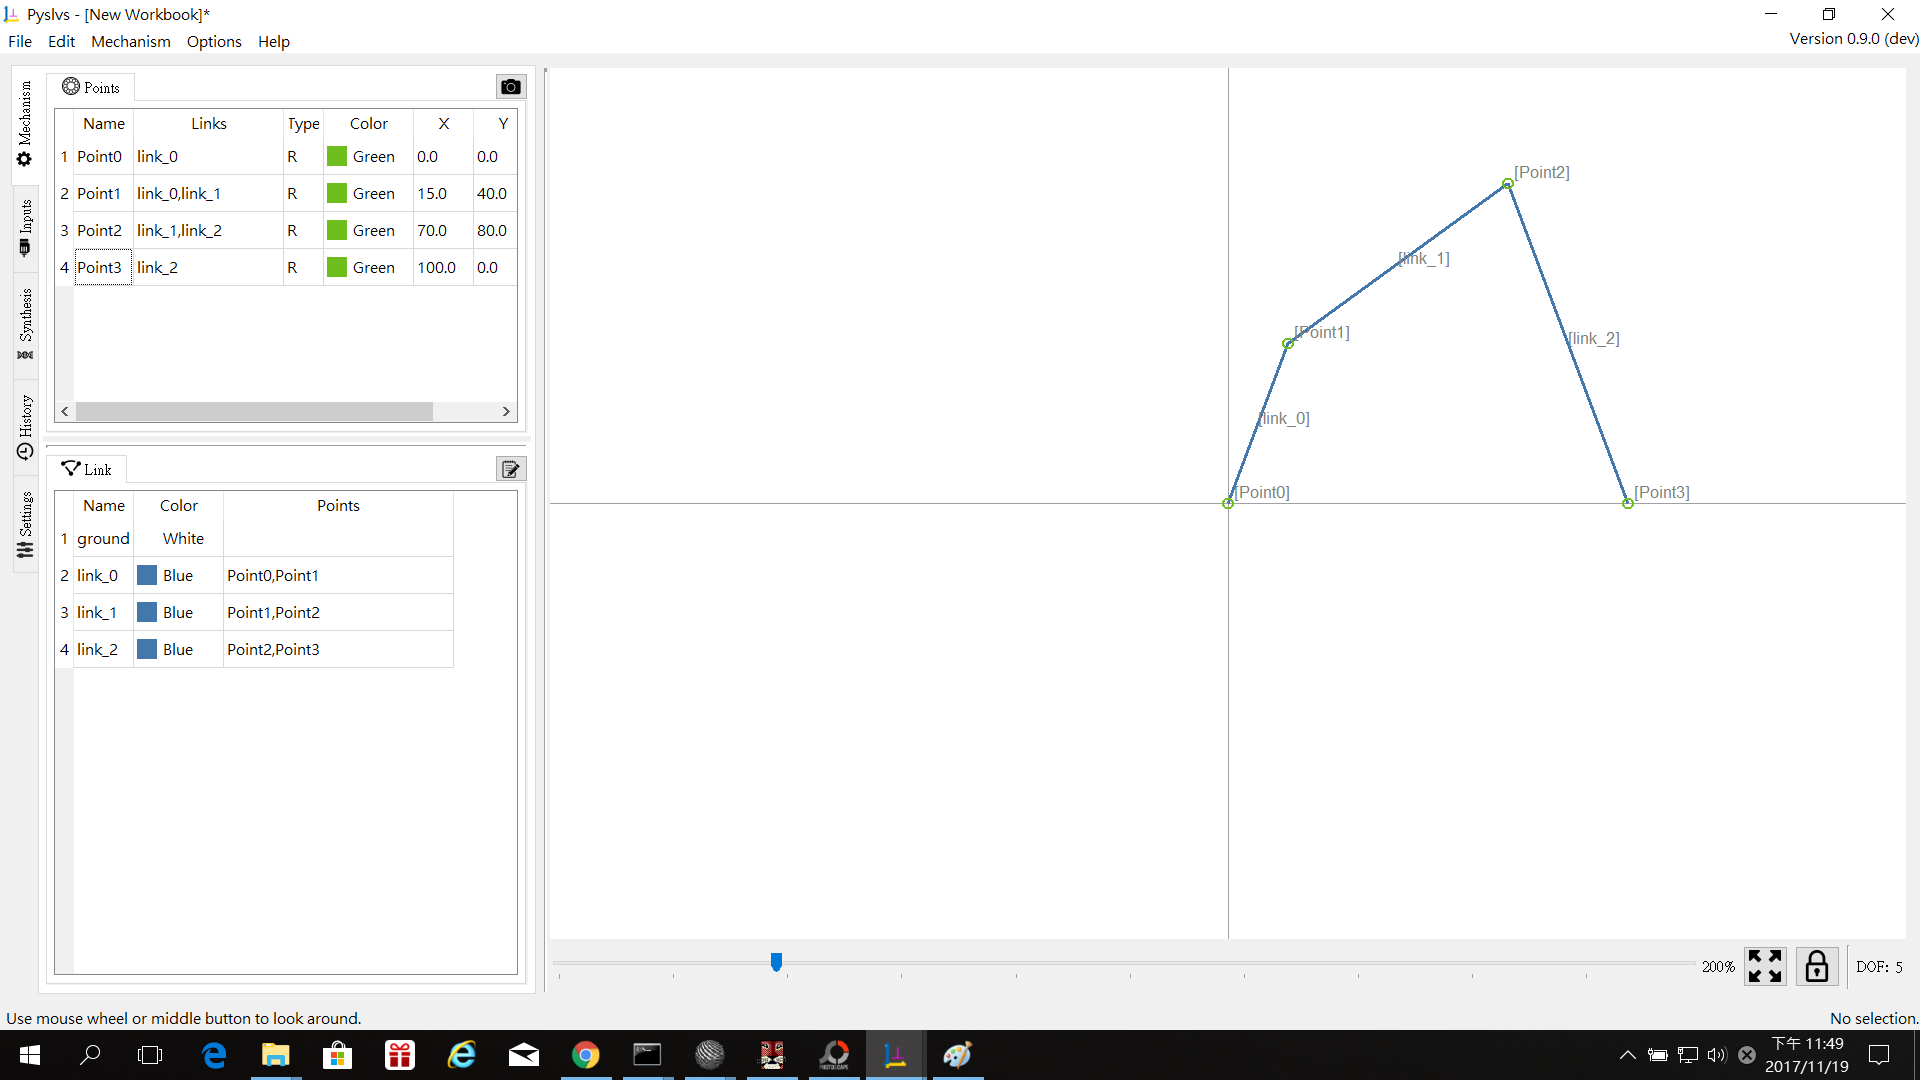 Pyslvs - [New Workbook]*
File Edit Mechanism Options Help
Version 0.9.0 (dev)
Mechanism
Inputs
Synthesis
History
Settings
Points
Name Links Type Color X Y
1 Point0 link_0 R Green 0.0 0.0
2 Point1 link_0,link_1 R Green 15.0 40.0
3 Point2 link_1,link_2 R Green 70.0 80.0
4 Point3 link_2 R Green 100.0 0.0
Link
Name Color Points
1 ground White
2 link_0 Blue Point0,Point1
3 link_1 Blue Point1,Point2
4 link_2 Blue Point2,Point3
[Point2]
[link_1]
[Point1]
[link_2]
[link_0]
[Point0]
[Point3]
200%
DOF: 5
Use mouse wheel or middle button to look around.
No selection.
PHOTOSCAPE
下午 11:49
2017/11/19